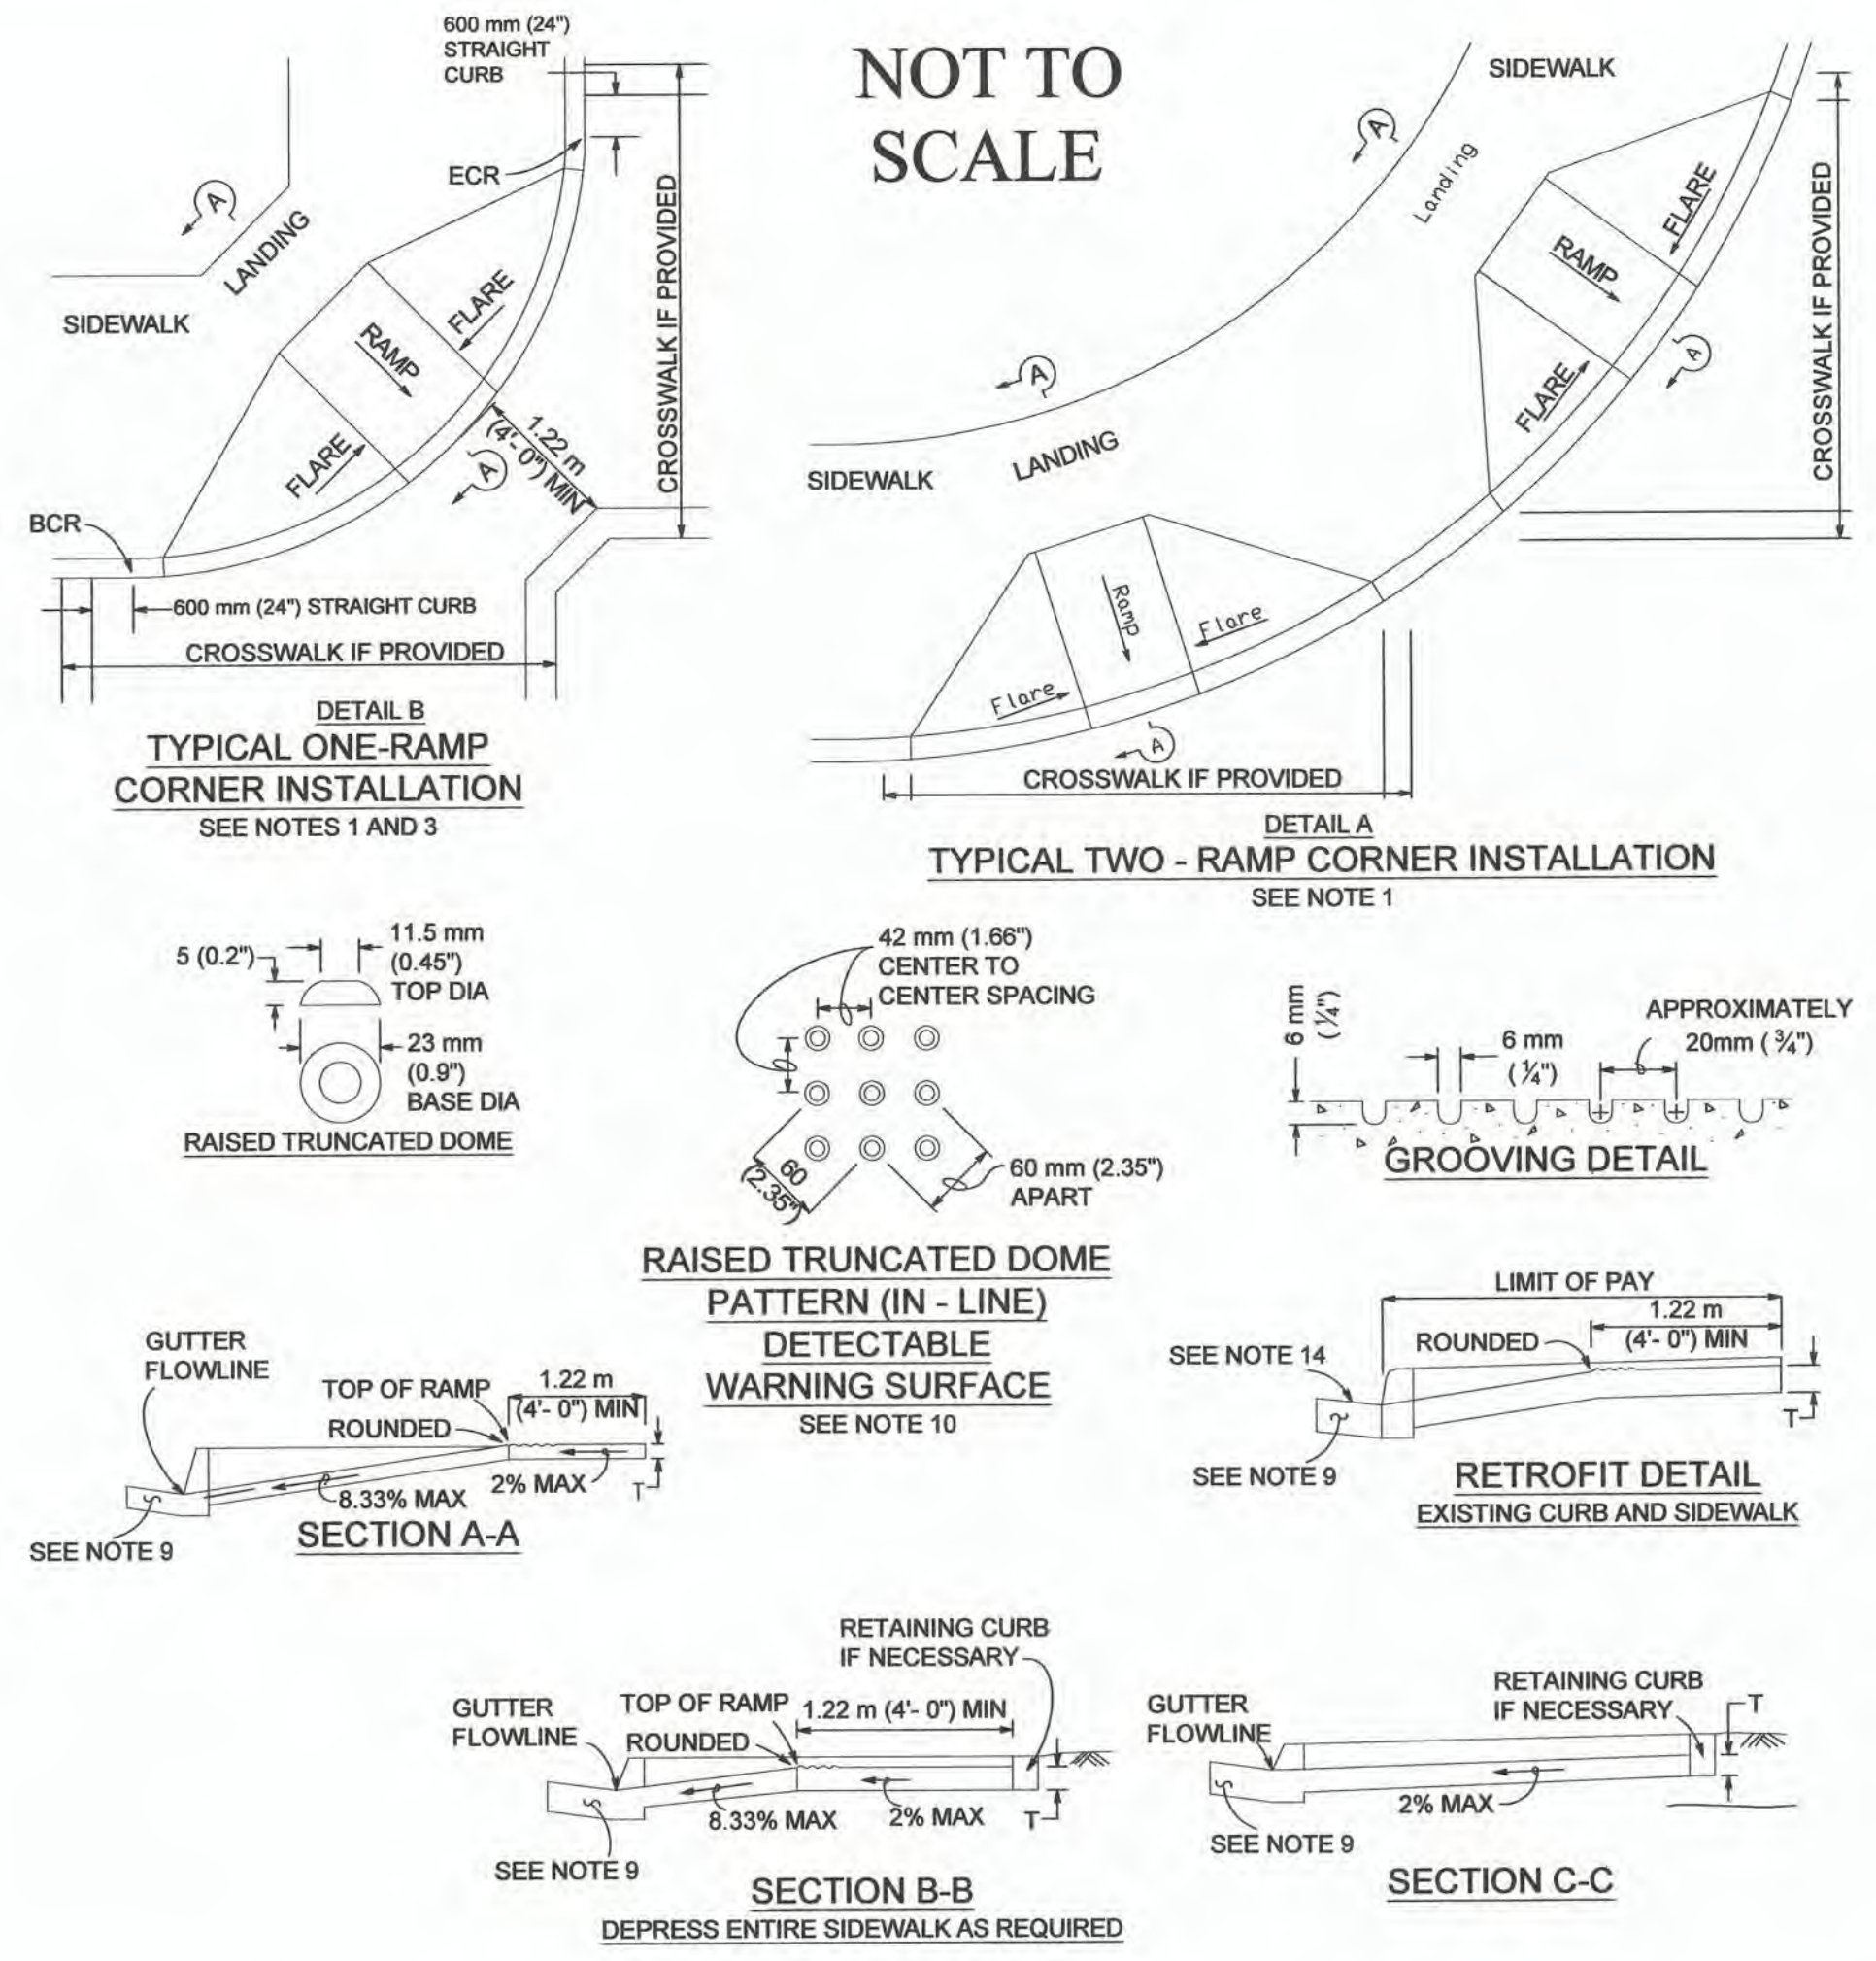 600 mm (24")
STRAIGHT
CURB
ECR
A
LANDING
SIDEWALK
FLARE
RAMP
FLARE
1.22 m
(4'- 0") MIN
A
CROSSWALK IF PROVIDED
BCR
600 mm (24") STRAIGHT CURB
CROSSWALK IF PROVIDED
DETAIL B
TYPICAL ONE-RAMP
CORNER INSTALLATION
SEE NOTES 1 AND 3
NOT TO
SCALE
SIDEWALK
A
Landing
FLARE
RAMP
FLARE
A
CROSSWALK IF PROVIDED
A
LANDING
SIDEWALK
Ramp
Flare
Flare
A
CROSSWALK IF PROVIDED
DETAIL A
TYPICAL TWO - RAMP CORNER INSTALLATION
SEE NOTE 1
5 (0.2")
11.5 mm
(0.45")
TOP DIA
23 mm
(0.9")
BASE DIA
RAISED TRUNCATED DOME
42 mm (1.66")
CENTER TO
CENTER SPACING
60
(2.35")
60 mm (2.35")
APART
RAISED TRUNCATED DOME
PATTERN (IN - LINE)
DETECTABLE
WARNING SURFACE
SEE NOTE 10
6 mm
(¼")
6 mm
(¼")
APPROXIMATELY
20mm (¾")
GROOVING DETAIL
GUTTER
FLOWLINE
TOP OF RAMP
ROUNDED
1.22 m
(4'- 0") MIN
8.33% MAX
2% MAX
T
SEE NOTE 9
SECTION A-A
LIMIT OF PAY
1.22 m
(4'- 0") MIN
ROUNDED
SEE NOTE 14
T
SEE NOTE 9
RETROFIT DETAIL
EXISTING CURB AND SIDEWALK
RETAINING CURB
IF NECESSARY
GUTTER
FLOWLINE
TOP OF RAMP
ROUNDED
1.22 m (4'- 0") MIN
8.33% MAX
2% MAX
T
SEE NOTE 9
SECTION B-B
DEPRESS ENTIRE SIDEWALK AS REQUIRED
GUTTER
FLOWLINE
RETAINING CURB
IF NECESSARY
T
2% MAX
SEE NOTE 9
SECTION C-C